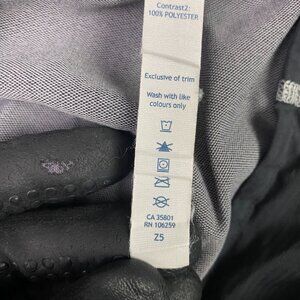 Contrast2:
100% POLYESTER
Exclusive of trim
Wash with like
colours only
CA 35801
RN 106259
Z5